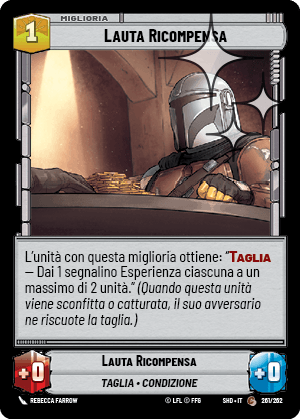 MIGLIORIA
1
Lauta Ricompensa
L'unità con questa miglioria ottiene: "Taglia
— Dai 1 segnalino Esperienza ciascuna a un
massimo di 2 unità." (Quando questa unità
viene sconfitta o catturata, il suo avversario
ne riscuote la taglia.)
+0
Lauta Ricompensa
+0
TAGLIA • CONDIZIONE
REBECCA FARROW
© LFL © FFG
SHD • IT
261/262